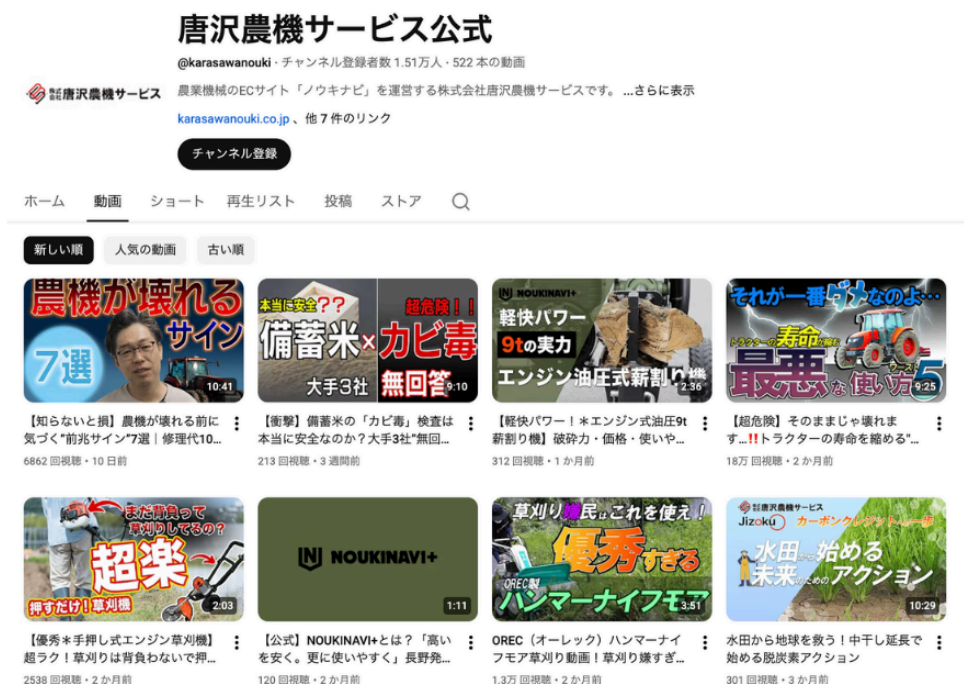 唐沢農機サービス公式
@karasawanouki · チャンネル登録者数 1.51万人 · 522 本の動画
株式会社唐沢農機サービス
農業機械のECサイト「ノウキナビ」を運営する株式会社唐沢農機サービスです。 ...さらに表示
karasawanouki.co.jp 、他 7 件のリンク
チャンネル登録
ホーム 動画 ショート 再生リスト 投稿 ストア
新しい順 人気の動画 古い順
農機が壊れる
サイン
7選
10:41
本当に安全??
超危険!!
備蓄米×カビ毒
大手3社 無回答
9:10
NOUKINAVI+
軽快パワー
9tの実力
エンジン油圧式薪割り機
2:36
それが一番ダメなのよ…
トラクターの寿命が縮む
最悪な使い方
ワースト5
9:25
【知らないと損】農機が壊れる前に
気づく"前兆サイン"7選｜修理代10...
6862 回視聴・10 日前
【衝撃】備蓄米の「カビ毒」検査は
本当に安全なのか？大手3社"無回...
213 回視聴・3 週間前
【軽快パワー！＊エンジン式油圧9t
薪割り機】破砕力・価格・使いや...
312 回視聴・1 か月前
【超危険】そのままじゃ壊れま
す...‼トラクターの寿命を縮める"...
18万 回視聴・2 か月前
まだ背負って
草刈りしてるの？
超楽
押すだけ！草刈機
2:03
NOUKINAVI+
1:11
草刈り嫌民はこれを使え！
優秀すぎる
OREC製
ハンマーナイフモア
3:51
株式会社唐沢農機サービス
Jizoku カーボンクレジットへの一歩
水田から始める
未来のためのアクション
10:29
【優秀＊手押し式エンジン草刈機】
超ラク！草刈りは背負わないで押...
2538 回視聴・2 か月前
【公式】NOUKINAVI+とは？「高い
を安く。更に使いやすく」長野発...
120 回視聴・2 か月前
OREC（オーレック）ハンマーナイ
フモア草刈り動画！草刈り嫌すぎ...
1.3万 回視聴・2 か月前
水田から地球を救う！中干し延長で
始める脱炭素アクション
301 回視聴・3 か月前